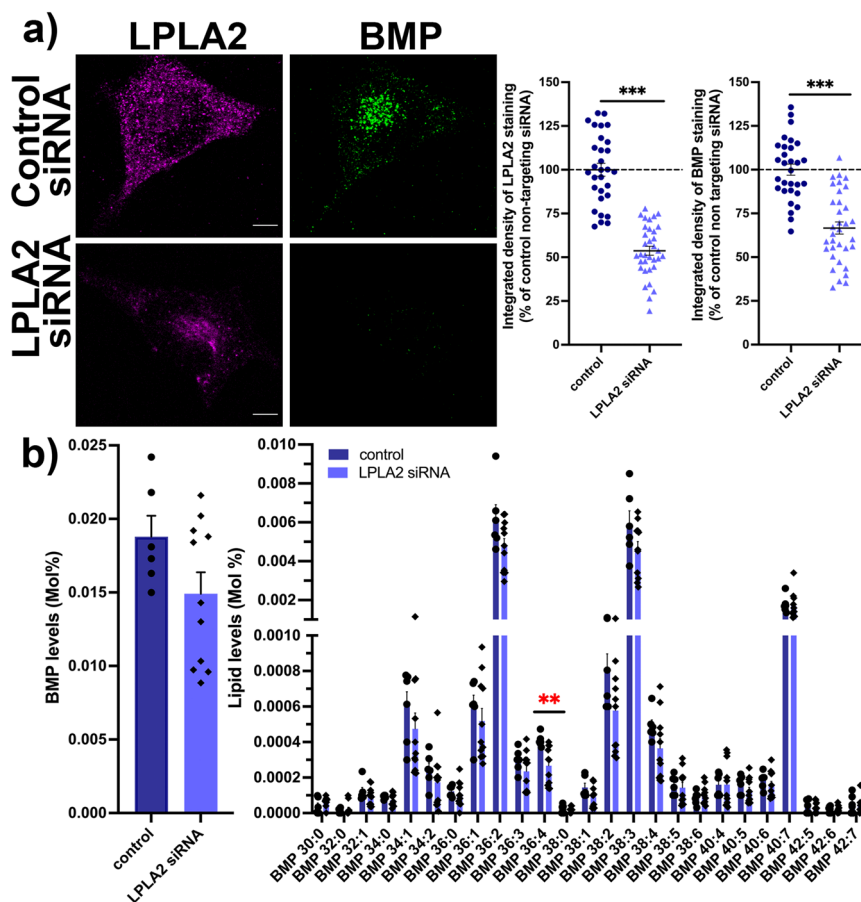 a)
LPLA2
BMP
Control
siRNA
LPLA2
siRNA
Integrated density of LPLA2 staining
(% of control non-targeting siRNA)
150
125
100
75
50
25
0
***
control
LPLA2 siRNA
Integrated density of BMP staining
(% of control non targeting siRNA)
150
125
100
75
50
25
0
***
control
LPLA2 siRNA
b)
BMP levels (Mol%)
0.025
0.020
0.015
0.010
0.005
0.000
control
LPLA2 siRNA
Lipid levels (Mol %)
0.010
0.008
0.006
0.004
0.002
0.0010
0.0008
0.0006
0.0004
0.0002
0.0000
control
LPLA2 siRNA
**
BMP 30:0
BMP 32:0
BMP 32:1
BMP 34:0
BMP 34:1
BMP 34:2
BMP 36:0
BMP 36:1
BMP 36:2
BMP 36:3
BMP 36:4
BMP 38:0
BMP 38:1
BMP 38:2
BMP 38:3
BMP 38:4
BMP 38:5
BMP 38:6
BMP 40:4
BMP 40:5
BMP 40:6
BMP 40:7
BMP 42:5
BMP 42:6
BMP 42:7